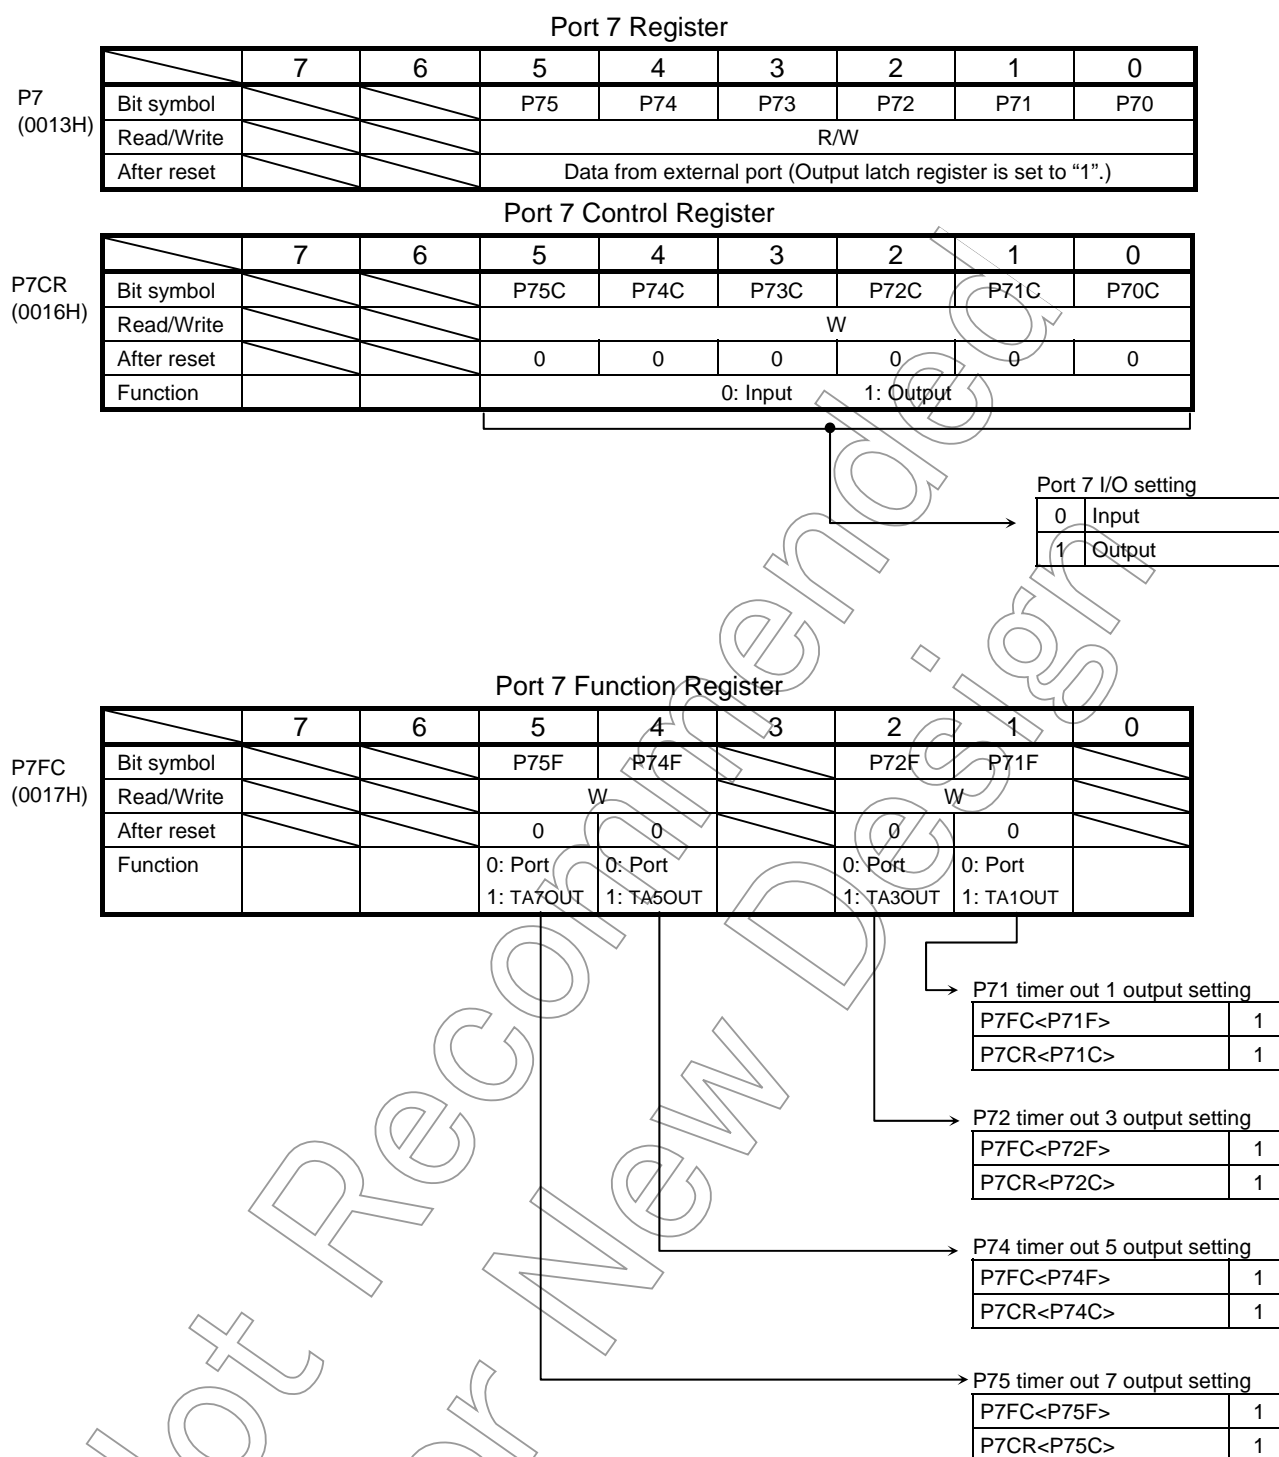 Port 7 Register
7 6 5 4 3 2 1 0
P7
(0013H)
Bit symbol P75 P74 P73 P72 P71 P70
Read/Write R/W
After reset Data from external port (Output latch register is set to “1”.)
Port 7 Control Register
7 6 5 4 3 2 1 0
P7CR
(0016H)
Bit symbol P75C P74C P73C P72C P71C P70C
Read/Write W
After reset 0 0 0 0 0 0
Function 0: Input 1: Output
Port 7 I/O setting
0 Input
1 Output
Port 7 Function Register
7 6 5 4 3 2 1 0
P7FC
(0017H)
Bit symbol P75F P74F P72F P71F
Read/Write W W
After reset 0 0 0 0
Function 0: Port 0: Port 0: Port 0: Port
1: TA7OUT 1: TA5OUT 1: TA3OUT 1: TA1OUT
P71 timer out 1 output setting
P7FC<P71F> 1
P7CR<P71C> 1
P72 timer out 3 output setting
P7FC<P72F> 1
P7CR<P72C> 1
P74 timer out 5 output setting
P7FC<P74F> 1
P7CR<P74C> 1
P75 timer out 7 output setting
P7FC<P75F> 1
P7CR<P75C> 1
Not Recommended
for New Design